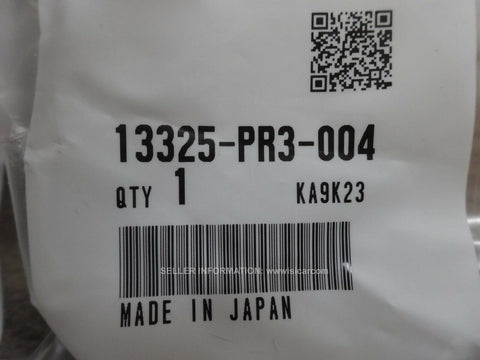 13325-PR3-004
QTY 1 KA9K23
SELLER INFORMATION: www.isicar.com
MADE IN JAPAN